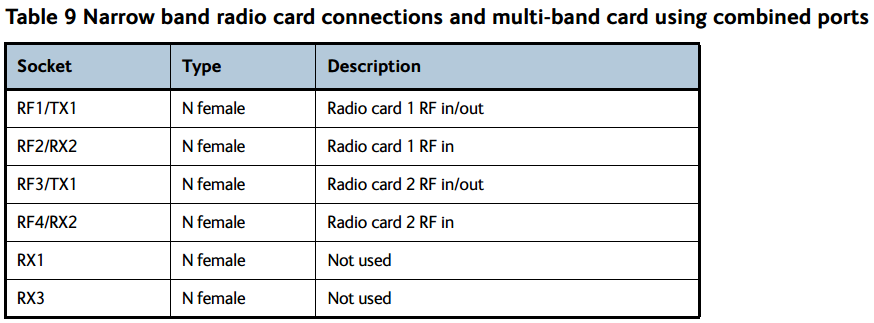 Table 9 Narrow band radio card connections and multi-band card using combined ports
Socket Type Description
RF1/TX1 N female Radio card 1 RF in/out
RF2/RX2 N female Radio card 1 RF in
RF3/TX1 N female Radio card 2 RF in/out
RF4/RX2 N female Radio card 2 RF in
RX1 N female Not used
RX3 N female Not used